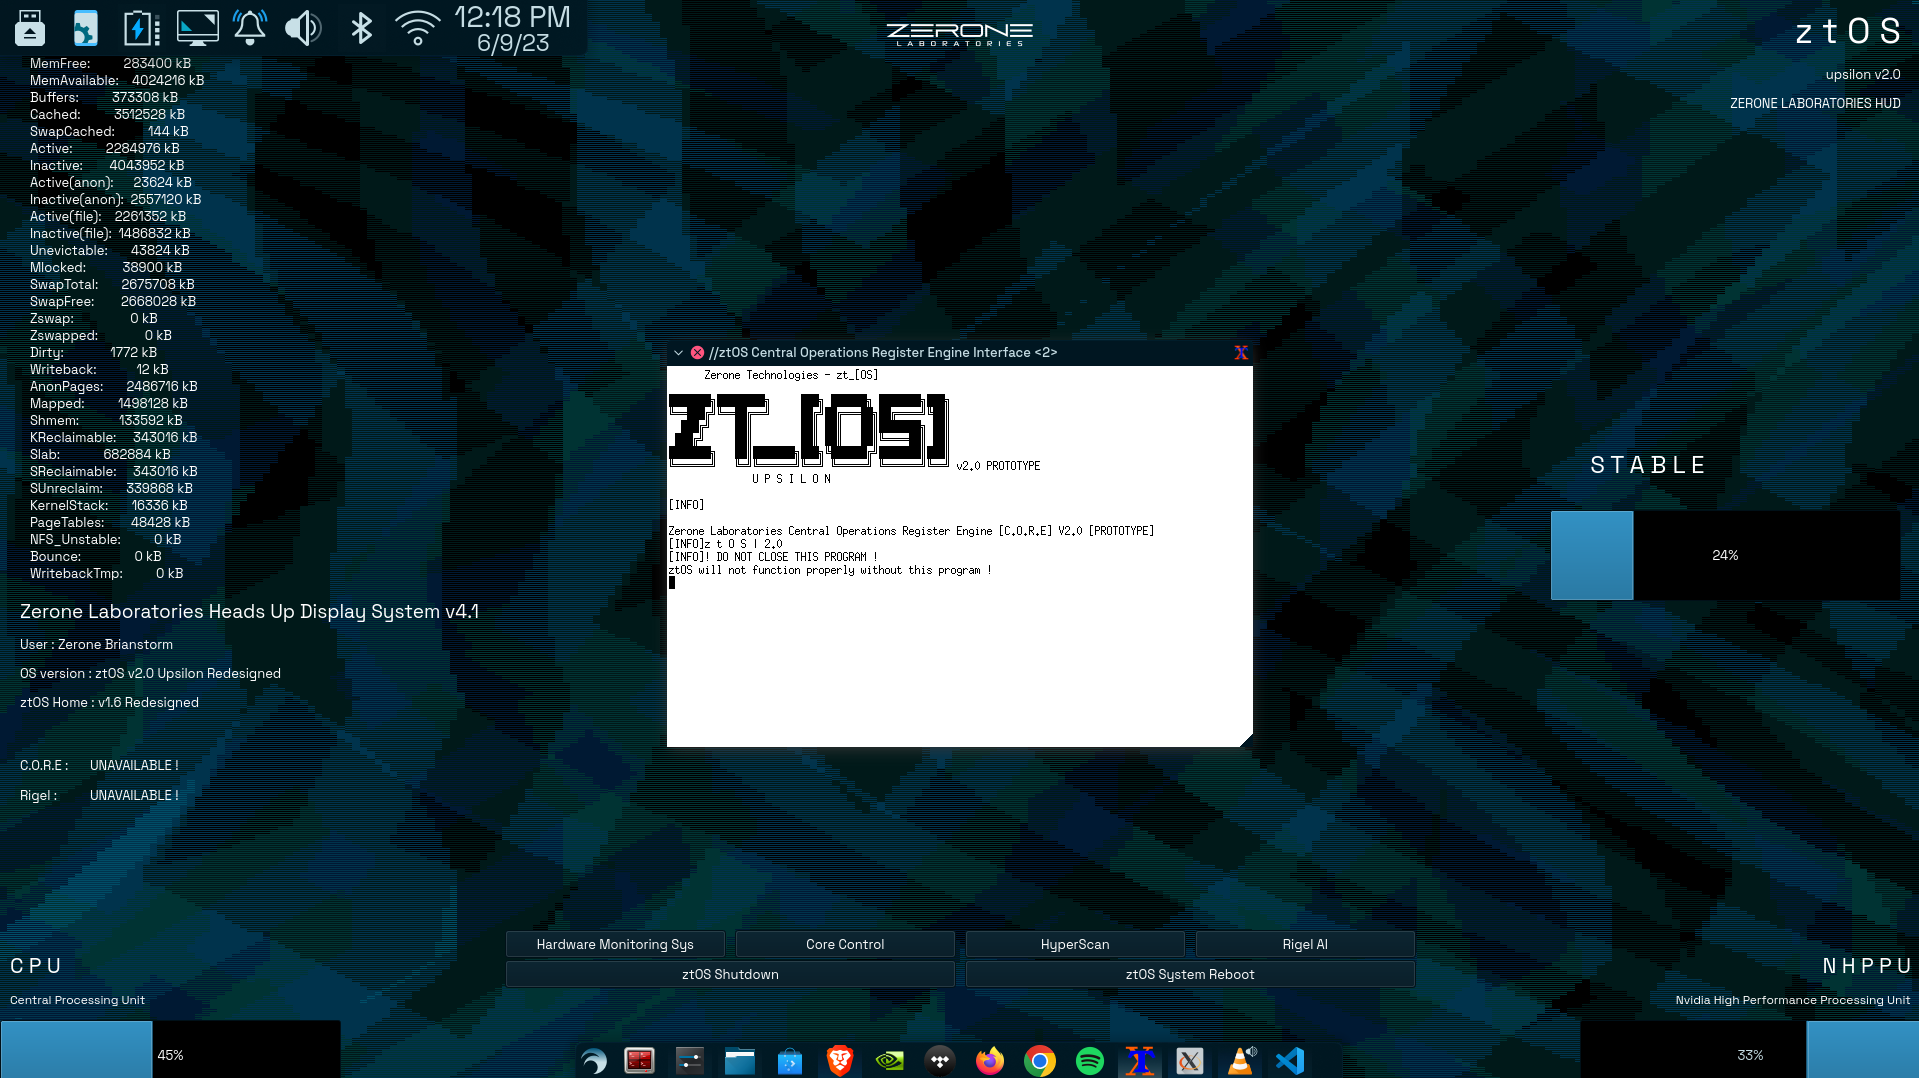 12:18 PM
6/9/23
ZERONE
LABORATORIES
ztOS
upsilon v2.0
ZERONE LABORATORIES HUD
MemFree: 283400 kB
MemAvailable: 4024216 kB
Buffers: 373308 kB
Cached: 3512528 kB
SwapCached: 144 kB
Active: 2284976 kB
Inactive: 4043952 kB
Active(anon): 23624 kB
Inactive(anon): 2557120 kB
Active(file): 2261352 kB
Inactive(file): 1486832 kB
Unevictable: 43824 kB
Mlocked: 38900 kB
SwapTotal: 2675708 kB
SwapFree: 2668028 kB
Zswap: 0 kB
Zswapped: 0 kB
Dirty: 1772 kB
Writeback: 12 kB
AnonPages: 2486716 kB
Mapped: 1498128 kB
Shmem: 133592 kB
KReclaimable: 343016 kB
Slab: 682884 kB
SReclaimable: 343016 kB
SUnreclaim: 339868 kB
KernelStack: 16336 kB
PageTables: 48428 kB
NFS_Unstable: 0 kB
Bounce: 0 kB
WritebackTmp: 0 kB
Zerone Laboratories Heads Up Display System v4.1
User : Zerone Brianstorm
OS version : ztOS v2.0 Upsilon Redesigned
ztOS Home : v1.6 Redesigned
C.O.R.E : UNAVAILABLE !
Rigel : UNAVAILABLE !
//ztOS Central Operations Register Engine Interface <2>
Zerone Technologies - zt_[OS]
ZT_[OS]
v2.0 PROTOTYPE
U P S I L O N
[INFO]
Zerone Laboratories Central Operations Register Engine [C.O.R.E] V2.0 [PROTOTYPE]
[INFO]z t O S | 2.0
[INFO]! DO NOT CLOSE THIS PROGRAM !
ztOS will not function properly without this program !
STABLE
24%
Hardware Monitoring Sys
Core Control
HyperScan
Rigel AI
ztOS Shutdown
ztOS System Reboot
CPU
Central Processing Unit
45%
NHPPU
Nvidia High Performance Processing Unit
33%